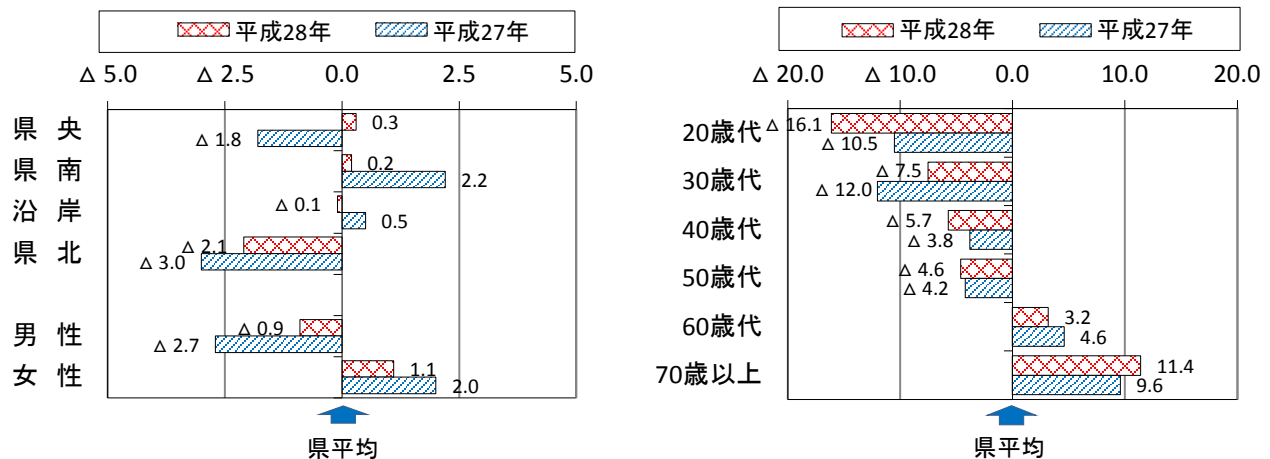 平成28年 平成27年
△ 5.0 △ 2.5 0.0 2.5 5.0
県 央 0.3
△ 1.8
県 南 0.2
2.2
沿 岸 △ 0.1
0.5
県 北 △ 2.1
△ 3.0
男 性 △ 0.9
△ 2.7
女 性 1.1
2.0
県平均
平成28年 平成27年
△ 20.0 △ 10.0 0.0 10.0 20.0
20歳代 △ 16.1
△ 10.5
30歳代 △ 7.5
△ 12.0
40歳代 △ 5.7
△ 3.8
50歳代 △ 4.6
△ 4.2
60歳代 3.2
4.6
70歳以上 11.4
9.6
県平均